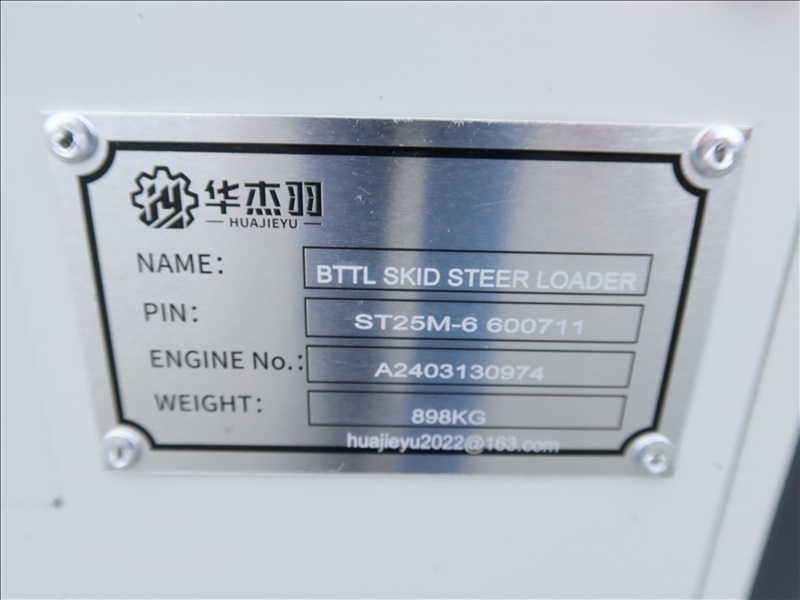 华杰羽
HUAJIEYU
NAME: BTTL SKID STEER LOADER
PIN: ST25M-6 600711
ENGINE No.: A2403130974
WEIGHT: 898KG
huajieyu2022@163.com